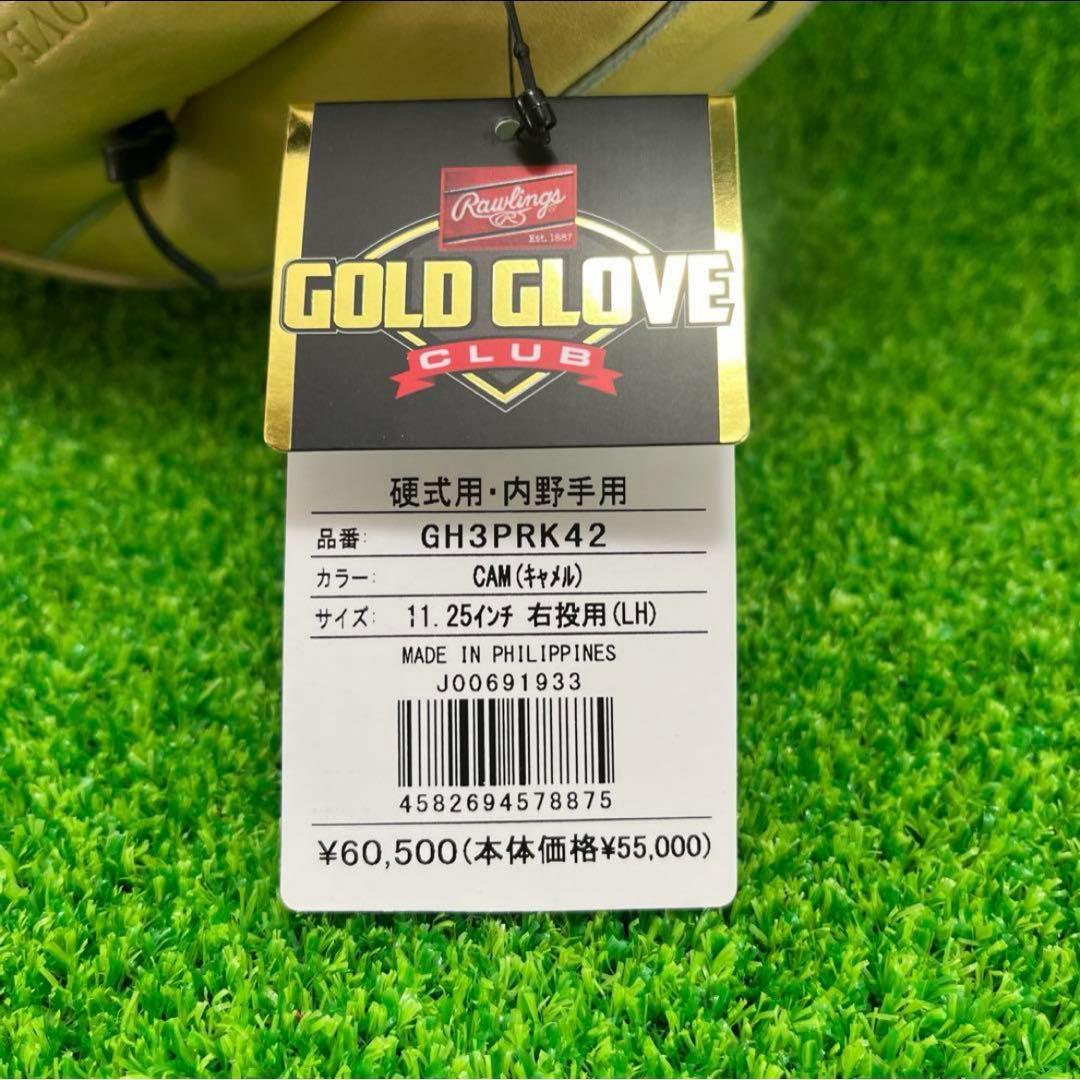 Rawlings
R
Est. 1887
GOLD GLOVE
CLUB
硬式用・内野手用
品番: GH3PRK42
カラー: CAM(ｷｬﾒﾙ)
サイズ: 11.25ｲﾝﾁ 右投用(LH)
MADE IN PHILIPPINES
J00691933
4582694578875
¥60,500(本体価格¥55,000)